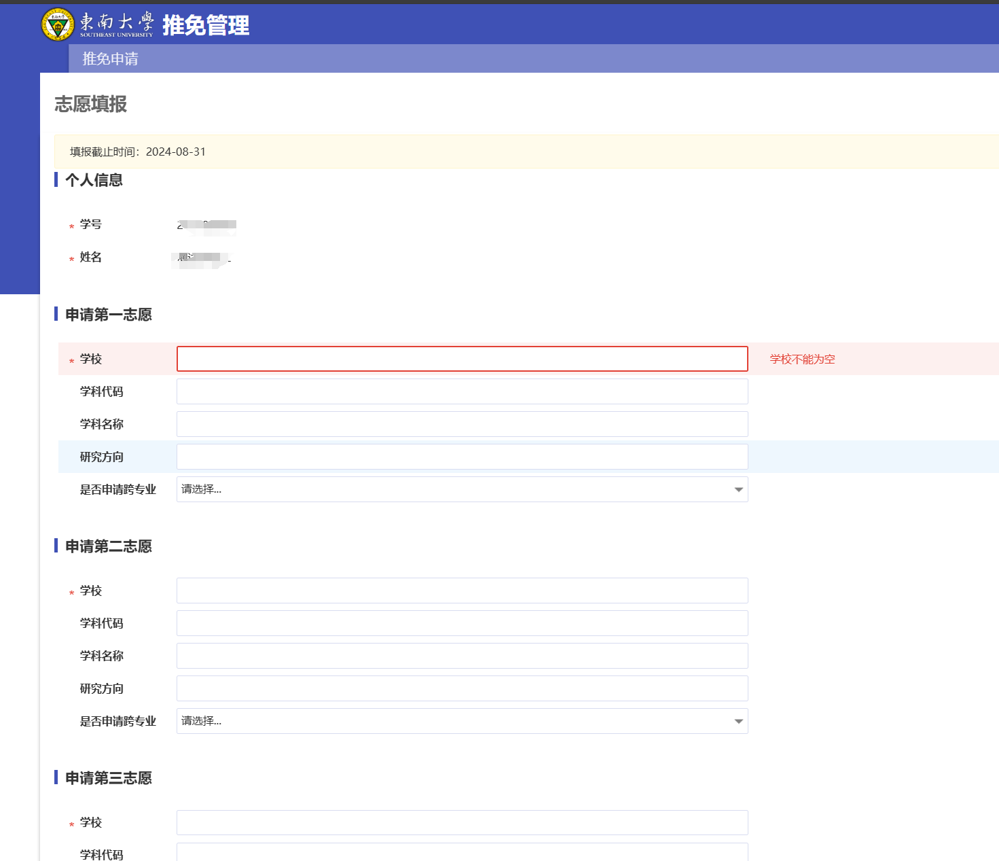 東南大學
SOUTHEAST UNIVERSITY
推免管理
推免申请
志愿填报
填报截止时间：2024-08-31
个人信息
* 学号
* 姓名
申请第一志愿
* 学校 学校不能为空
学科代码
学科名称
研究方向
是否申请跨专业 请选择...
申请第二志愿
* 学校
学科代码
学科名称
研究方向
是否申请跨专业 请选择...
申请第三志愿
* 学校
学科代码